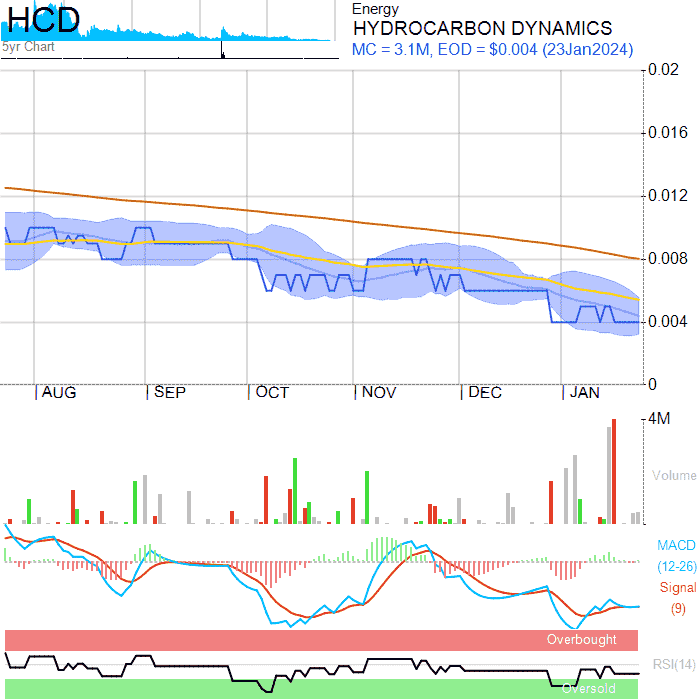 HCD
5yr Chart
Energy
HYDROCARBON DYNAMICS
MC = 3.1M, EOD = $0.004 (23Jan2024)
0.02
0.016
0.012
0.008
0.004
0
AUG SEP OCT NOV DEC JAN
4M
Volume
MACD
(12-26)
Signal
(9)
Overbought
RSI(14)
Oversold